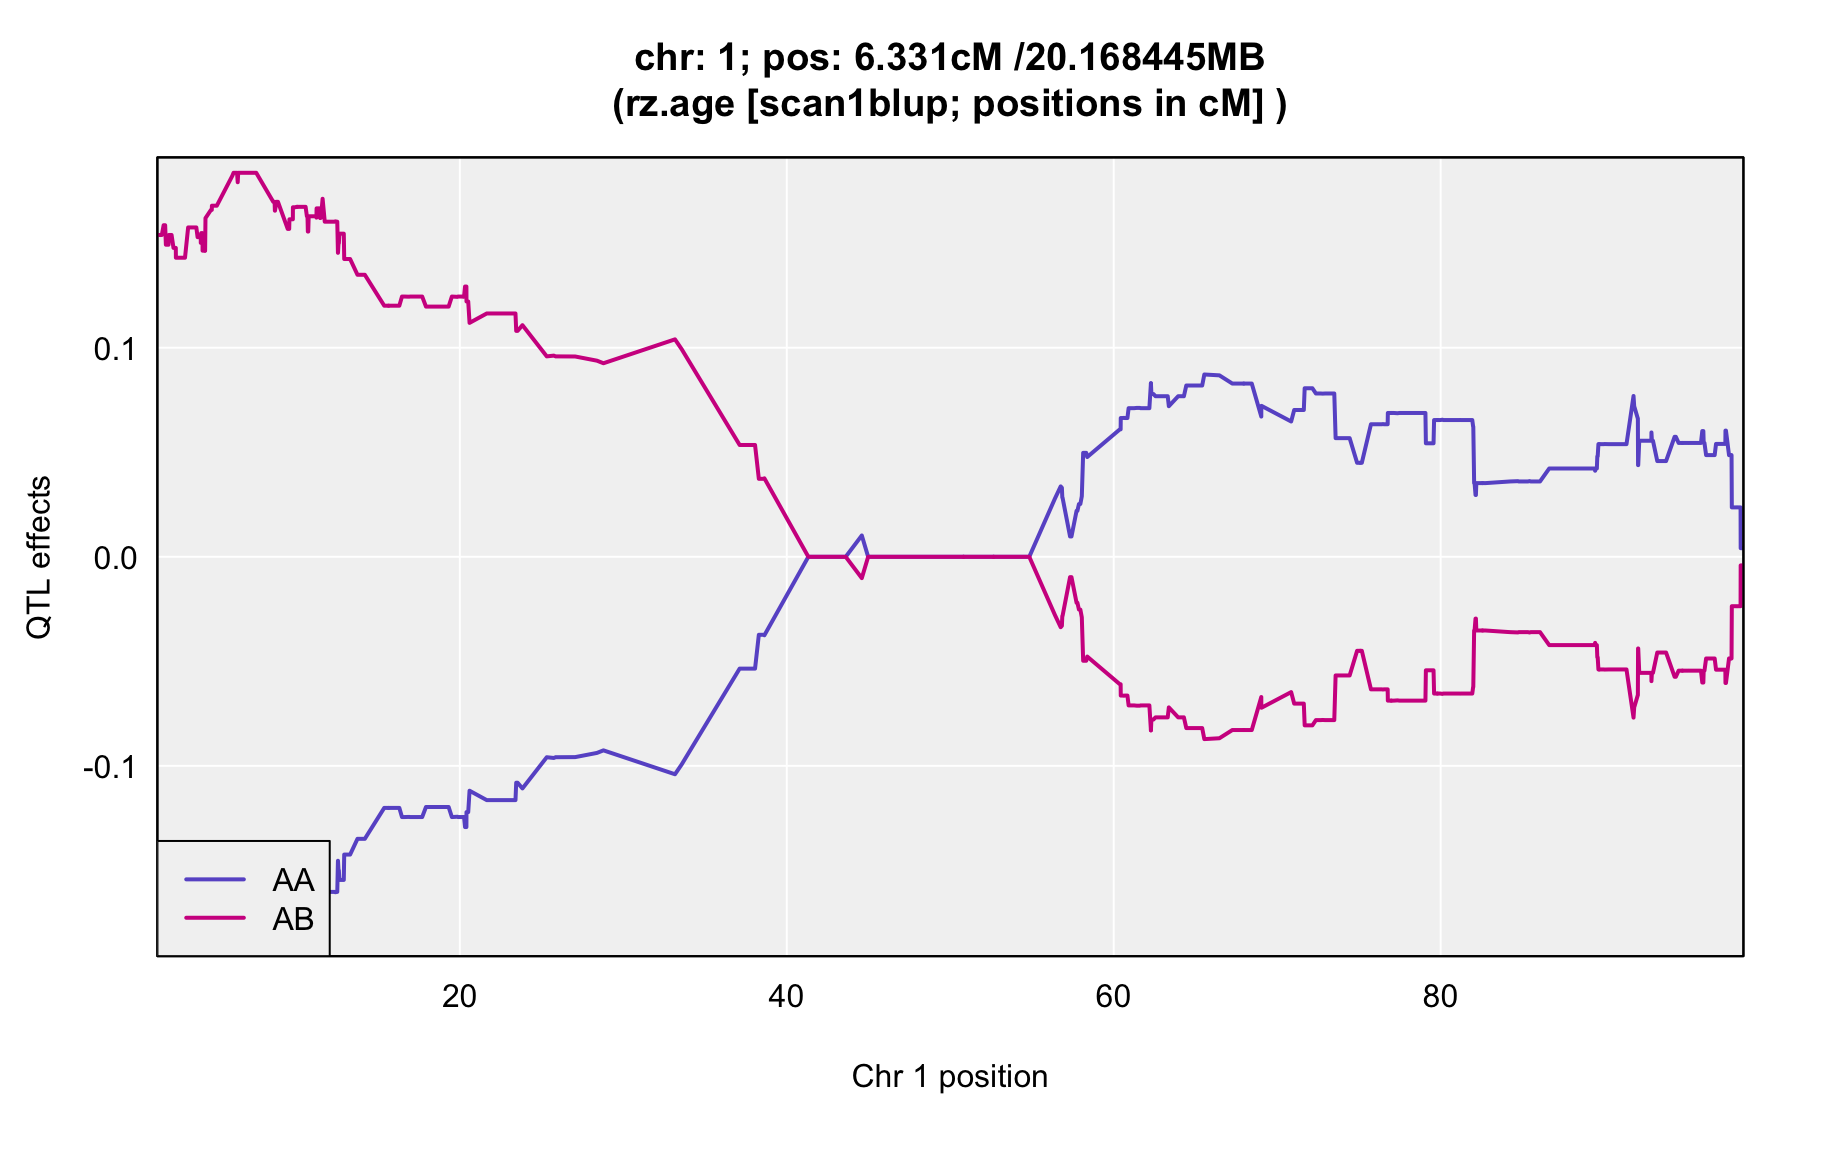 chr: 1; pos: 6.331cM /20.168445MB
(rz.age [scan1blup; positions in cM] )
QTL effects
0.1
0.0
-0.1
AA
AB
20
40
60
80
Chr 1 position